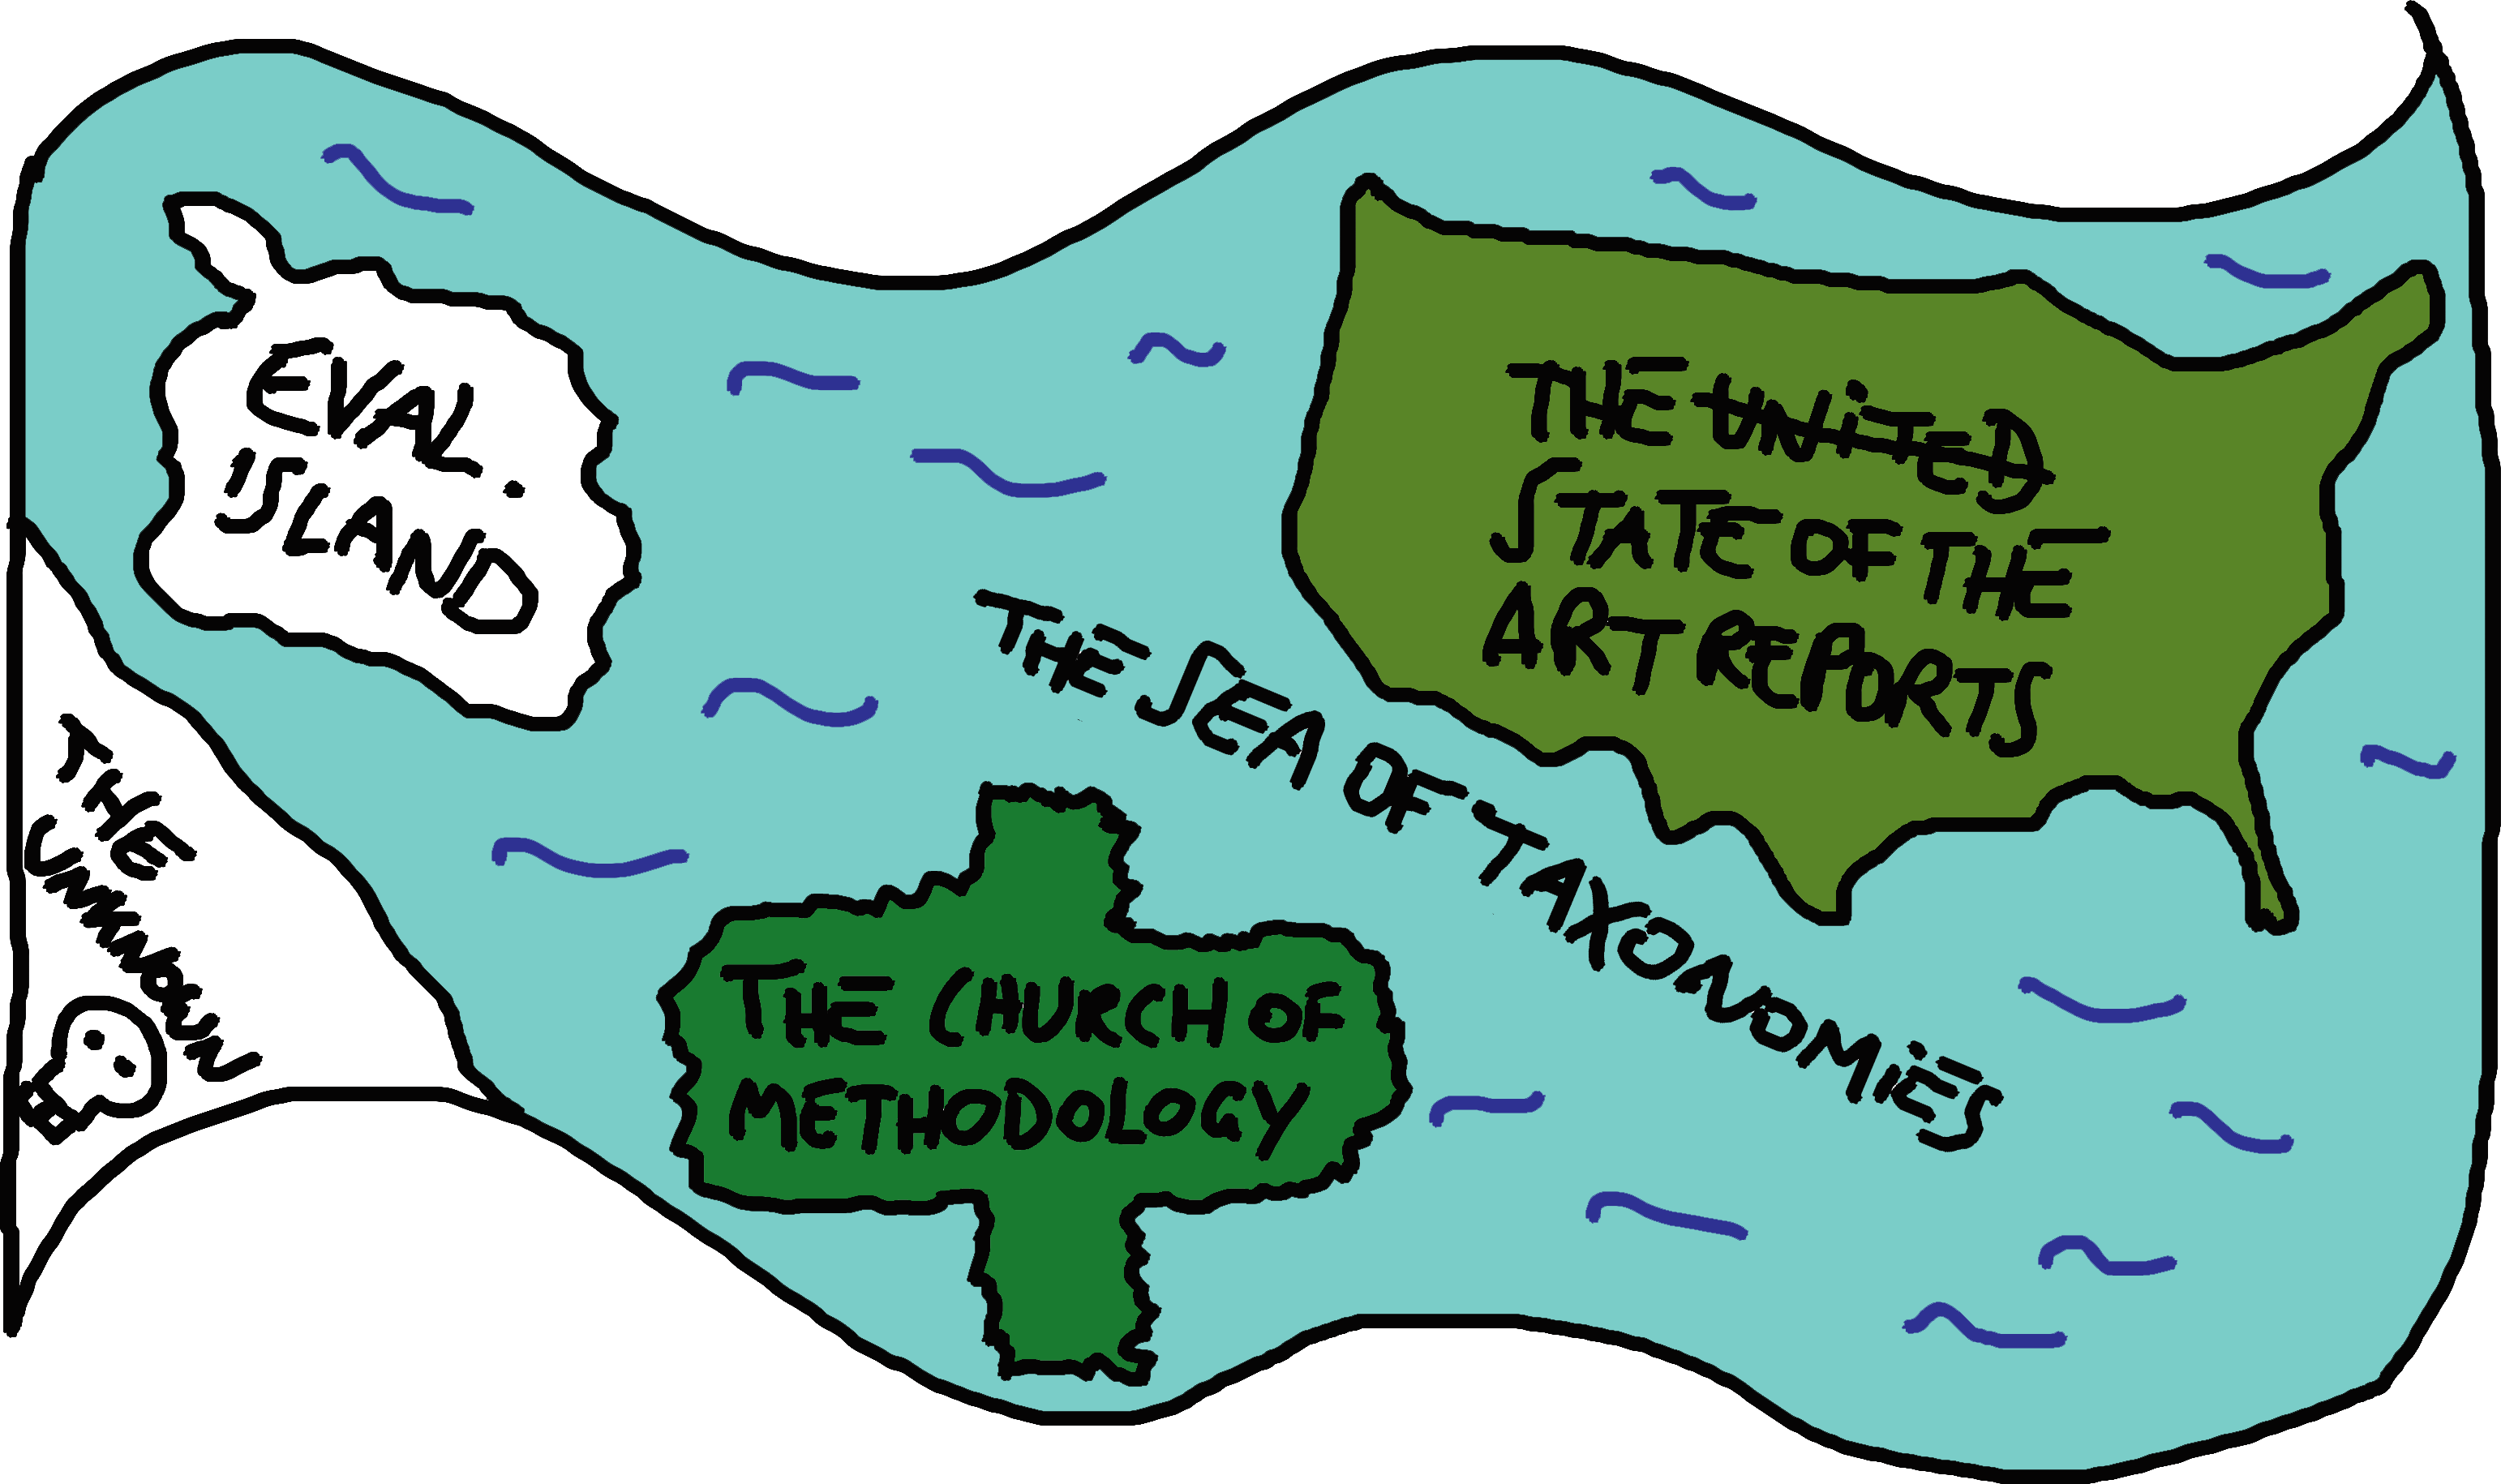 EVAL.
ISLAND
THE UNiTED
STATE OF THE
ART REPORTS
THE SEA OF TAXONOMiES
THE CHURCH OF
METHODOLOGY
THE
UNKNOWN